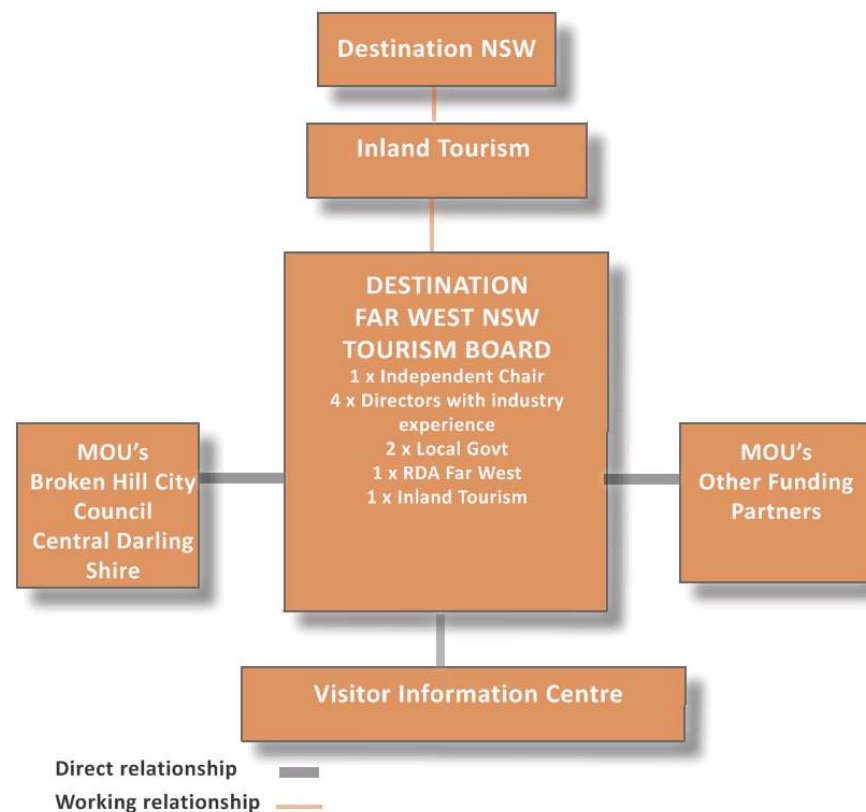 Destination NSW
Inland Tourism
DESTINATION
FAR WEST NSW
TOURISM BOARD
1 x Independent Chair
4 x Directors with industry
experience
2 x Local Govt
1 x RDA Far West
1 x Inland Tourism
MOU's
Broken Hill City
Council
Central Darling
Shire
MOU's
Other Funding
Partners
Visitor Information Centre
Direct relationship
Working relationship